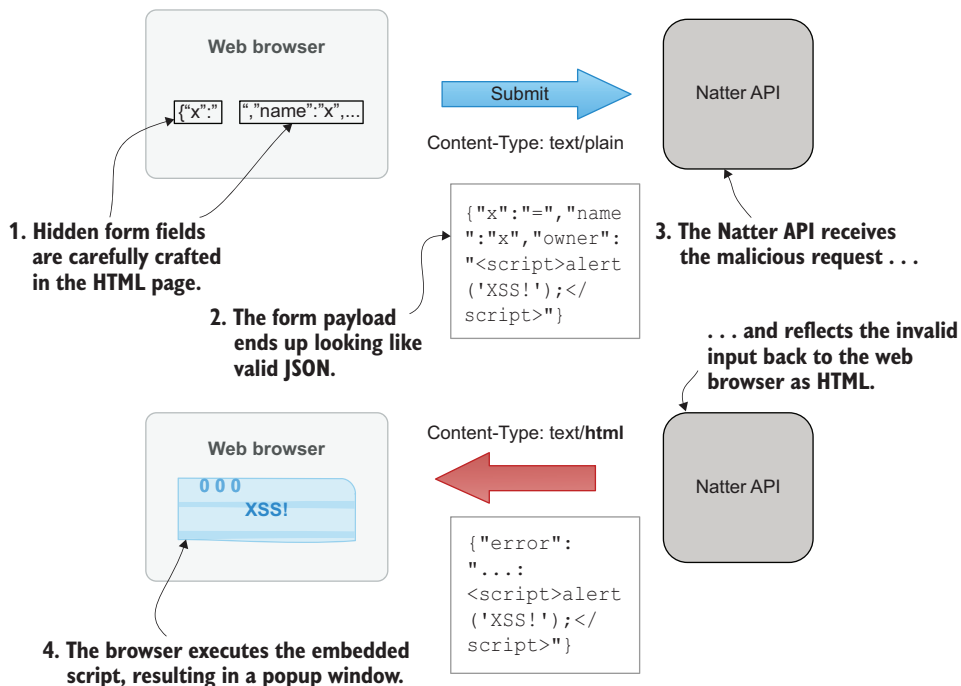 Web browser
{“x”:”
“,”name”:”x”,...
Submit
Content-Type: text/plain
Natter API
1. Hidden form fields
are carefully crafted
in the HTML page.
{"x":"=","name
":"x","owner":
"<script>alert
('XSS!');</
script>"}
2. The form payload
ends up looking like
valid JSON.
3. The Natter API receives
the malicious request . . .
. . . and reflects the invalid
input back to the web
browser as HTML.
Web browser
000
XSS!
Content-Type: text/html
Natter API
{"error":
"...:
<script>alert
('XSS!');</
script>"}
4. The browser executes the embedded
script, resulting in a popup window.